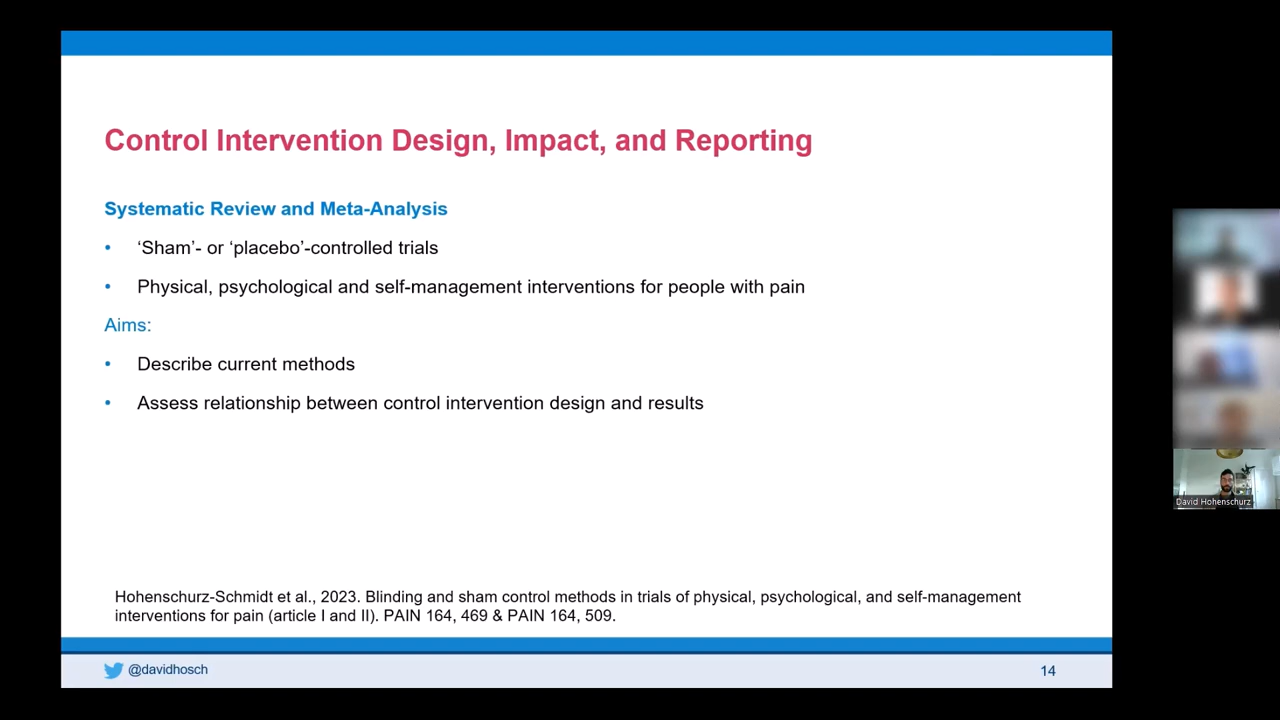 Control Intervention Design, Impact, and Reporting
Systematic Review and Meta-Analysis
• ‘Sham’- or ‘placebo’-controlled trials
• Physical, psychological and self-management interventions for people with pain
Aims:
• Describe current methods
• Assess relationship between control intervention design and results
Hohenschurz-Schmidt et al., 2023. Blinding and sham control methods in trials of physical, psychological, and self-management
interventions for pain (article I and II). PAIN 164, 469 & PAIN 164, 509.
@davidhosch
14
David Hohenschurz